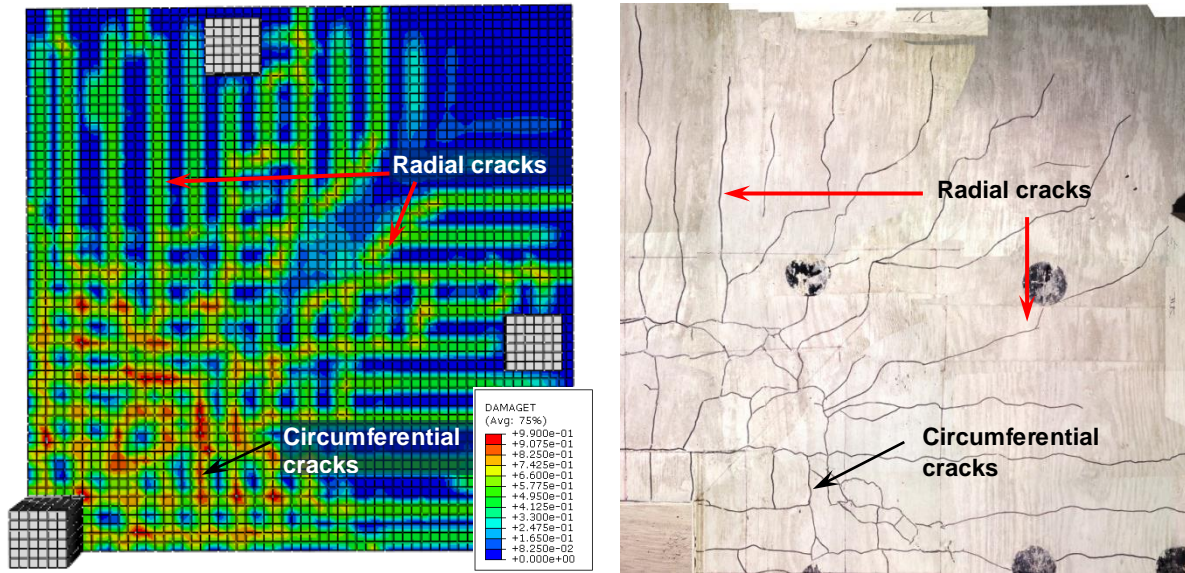 Radial cracks
Circumferential
cracks
DAMAGET
(Avg: 75%)
+9.900e-01
+9.075e-01
+8.250e-01
+7.425e-01
+6.600e-01
+5.775e-01
+4.950e-01
+4.125e-01
+3.300e-01
+2.475e-01
+1.650e-01
+8.250e-02
+0.000e+00
Radial cracks
Circumferential
cracks